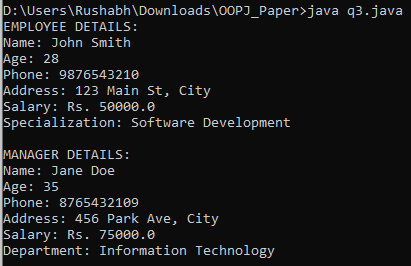 D:\Users\Rushabh\Downloads\OOPJ_Paper>java q3.java
EMPLOYEE DETAILS:
Name: John Smith
Age: 28
Phone: 9876543210
Address: 123 Main St, City
Salary: Rs. 50000.0
Specialization: Software Development

MANAGER DETAILS:
Name: Jane Doe
Age: 35
Phone: 8765432109
Address: 456 Park Ave, City
Salary: Rs. 75000.0
Department: Information Technology